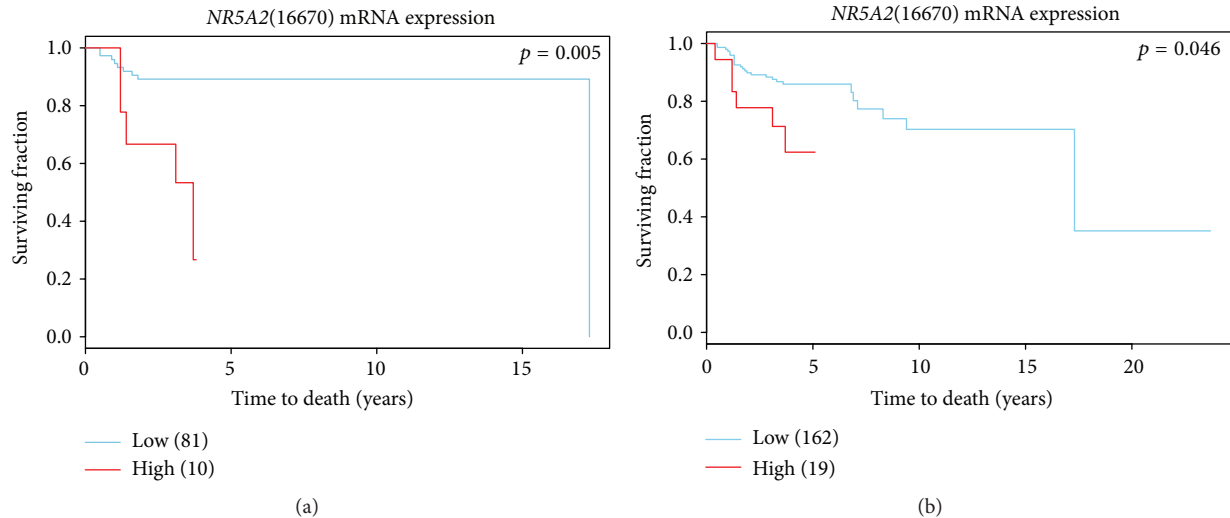 NR5A2(16670) mRNA expression
p = 0.005
Surviving fraction
1.0
0.8
0.6
0.4
0.2
0.0
0 5 10 15
Time to death (years)
Low (81)
High (10)
(a)
NR5A2(16670) mRNA expression
p = 0.046
Surviving fraction
1.0
0.8
0.6
0.4
0.2
0.0
0 5 10 15 20
Time to death (years)
Low (162)
High (19)
(b)